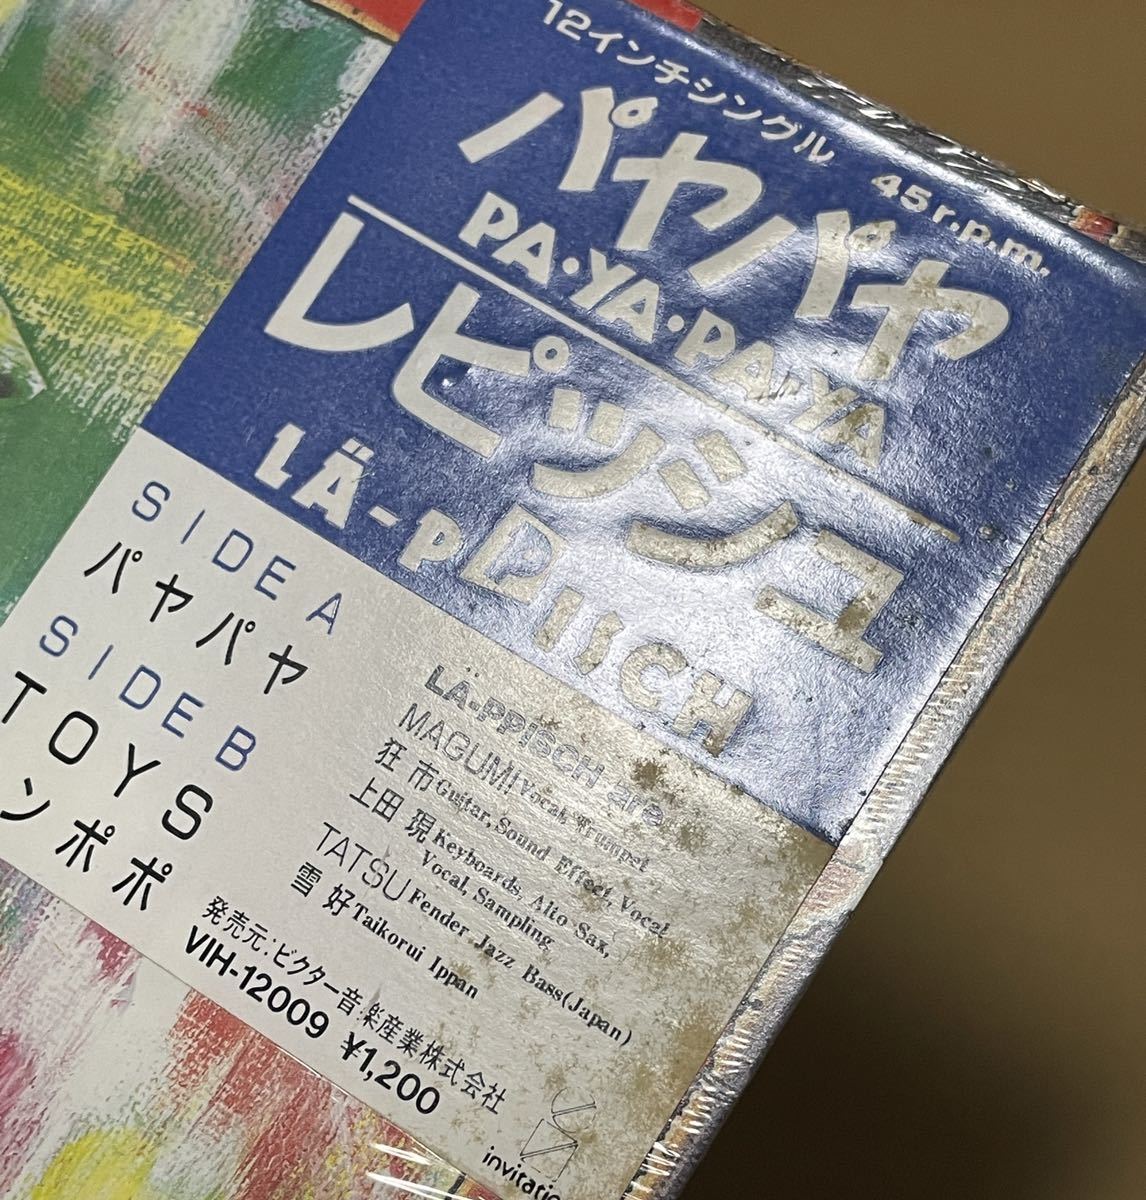 12インチシングル 45r.p.m.
パヤパヤ
PA·YA·PA·YA
レピッシュ
LÄ-PPISCH
SIDE A
パヤパヤ
SIDE B
TOYS
ンポポ
LÄ-PPISCH are
MAGUMI Vocal, Trumpet
狂 市 Guitar, Sound Effect, Vocal
上田 現 Keyboards, Alto Sax,
Vocal, Sampling
TATSU Fender Jazz Bass(Japan)
雪 好 Taikorui Ippan
発売元:ビクター音楽産業株式会社
VIH-12009 ¥1,200